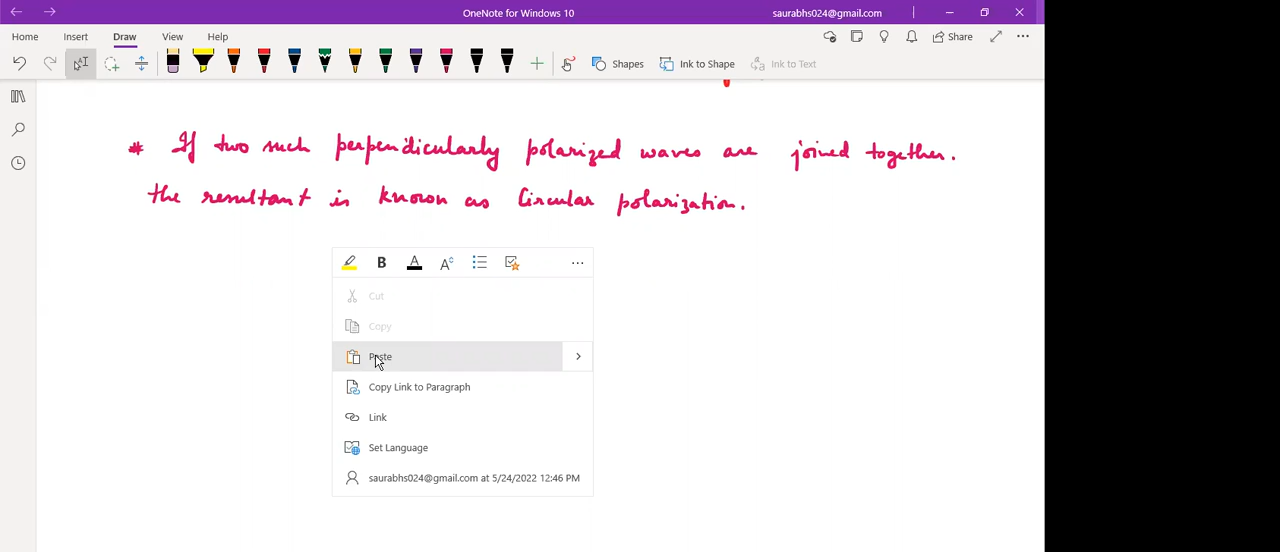 OneNote for Windows 10
saurabhs024@gmail.com
Home Insert Draw View Help
Share
Shapes Ink to Shape Ink to Text
* If two such perpendicularly polarized waves are joined together.
the resultant is known as Circular polarization.
B A A
Cut
Copy
Paste
Copy Link to Paragraph
Link
Set Language
saurabhs024@gmail.com at 5/24/2022 12:46 PM